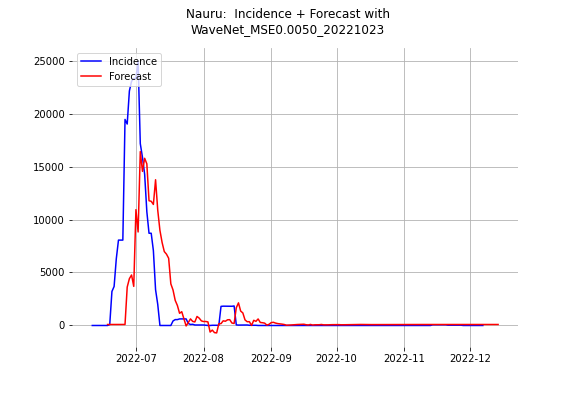 Nauru:  Incidence + Forecast with
WaveNet_MSE0.0050_20221023
Incidence
Forecast
25000
20000
15000
10000
5000
0
2022-07 2022-08 2022-09 2022-10 2022-11 2022-12